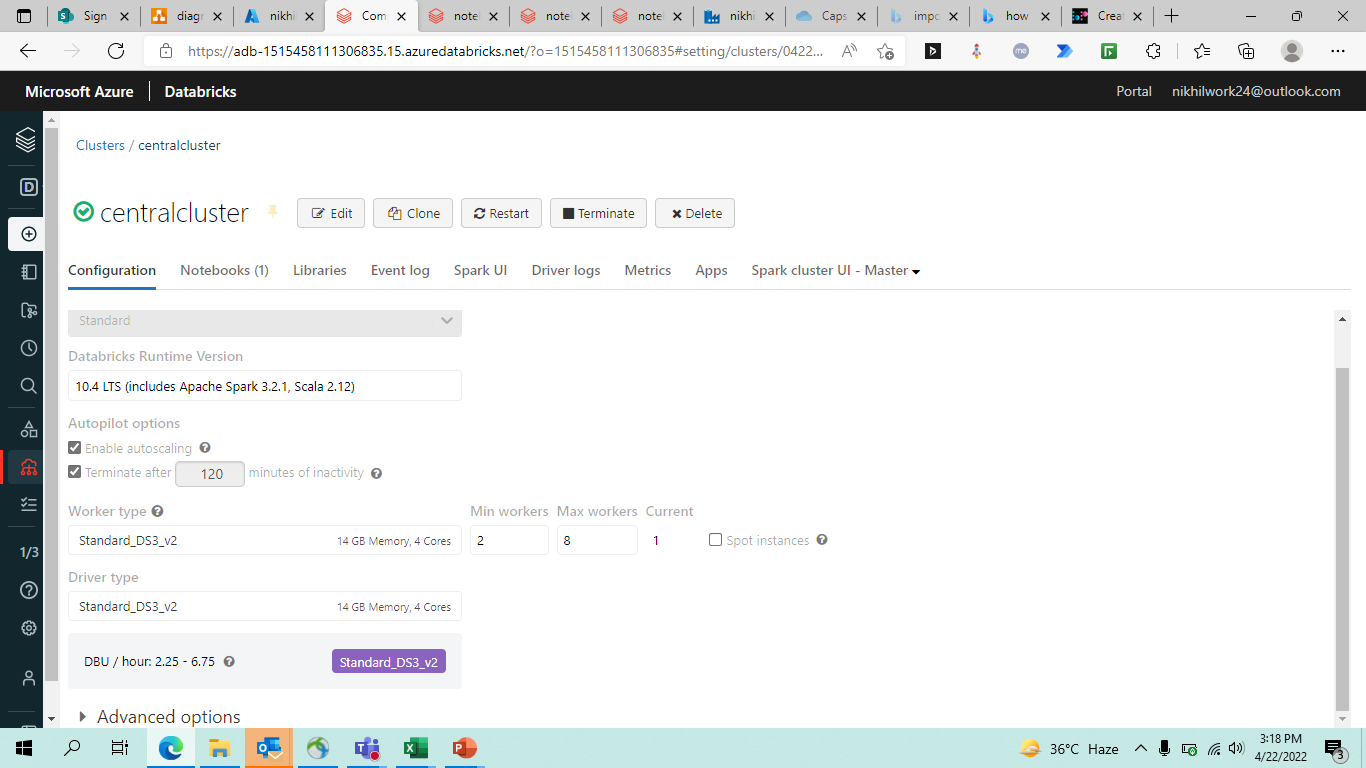 Sign diagr nikhi Com notel notel notel nikhi Caps impc how Creat
https://adb-1515458111306835.15.azuredatabricks.net/?o=1515458111306835#setting/clusters/0422...
Microsoft Azure Databricks Portal nikhilwork24@outlook.com
Clusters / centralcluster
centralcluster Edit Clone Restart Terminate Delete
Configuration Notebooks (1) Libraries Event log Spark UI Driver logs Metrics Apps Spark cluster UI - Master
Standard
Databricks Runtime Version
10.4 LTS (includes Apache Spark 3.2.1, Scala 2.12)
Autopilot options
Enable autoscaling
Terminate after 120 minutes of inactivity
Worker type Min workers Max workers Current
Standard_DS3_v2 14 GB Memory, 4 Cores 2 8 1 Spot instances
1/3
Driver type
Standard_DS3_v2 14 GB Memory, 4 Cores
DBU / hour: 2.25 - 6.75 Standard_DS3_v2
Advanced options
36°C Haze 3:18 PM
4/22/2022 3